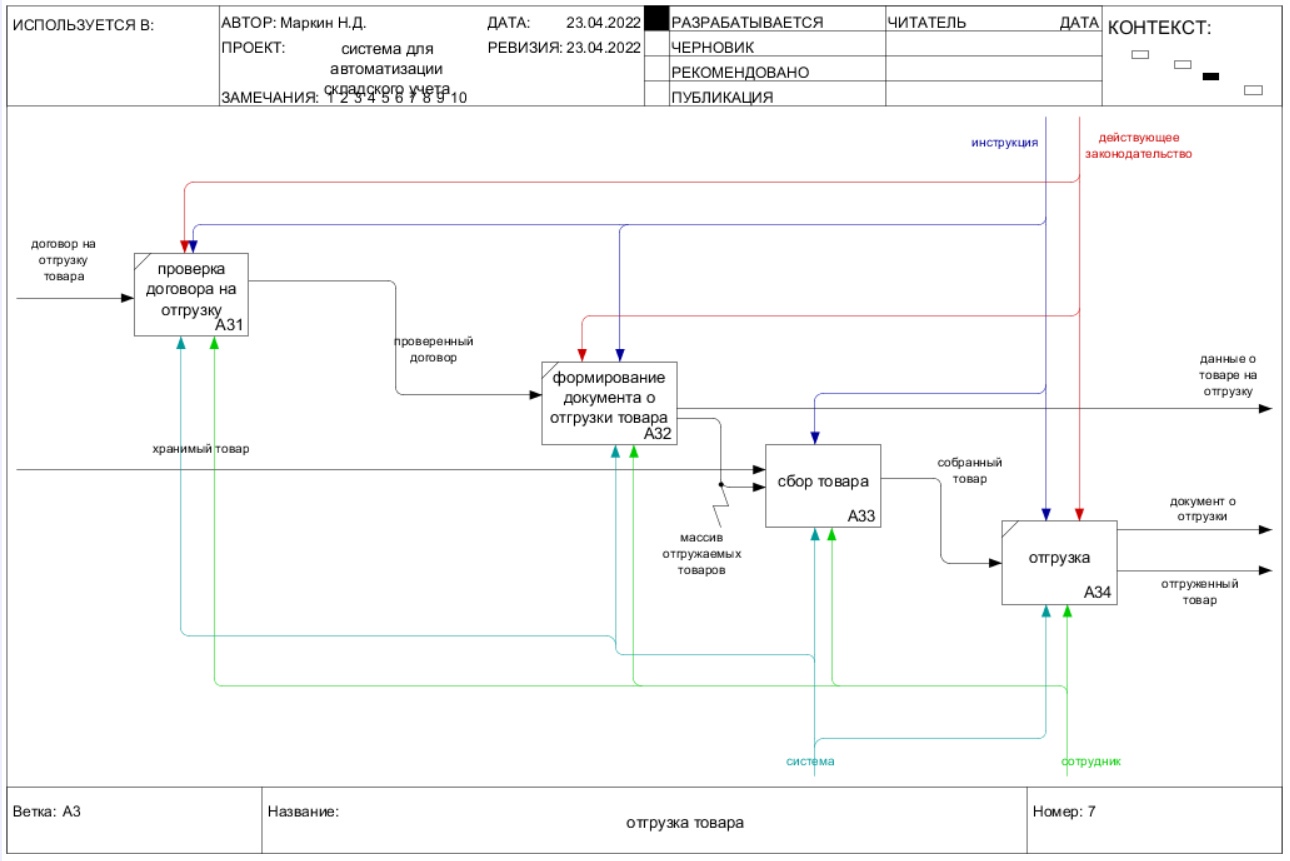 ИСПОЛЬЗУЕТСЯ В:
АВТОР: Маркин Н.Д.
ДАТА: 23.04.2022
ПРОЕКТ: система для
автоматизации
складского учета
РЕВИЗИЯ: 23.04.2022
ЗАМЕЧАНИЯ: 1 2 3 4 5 6 7 8 9 10
РАЗРАБАТЫВАЕТСЯ
ЧЕРНОВИК
РЕКОМЕНДОВАНО
ПУБЛИКАЦИЯ
ЧИТАТЕЛЬ
ДАТА
КОНТЕКСТ:
инструкция
действующее
законодательство
договор на
отгрузку
товара
проверка
договора на
отгрузку
A31
проверенный
договор
формирование
документа о
отгрузки товара
A32
данные о
товаре на
отгрузку
хранимый товар
сбор товара
A33
собранный
товар
массив
отгружаемых
товаров
документ о
отгрузки
отгрузка
A34
отгруженный
товар
система
сотрудник
Ветка: A3
Название:
отгрузка товара
Номер: 7